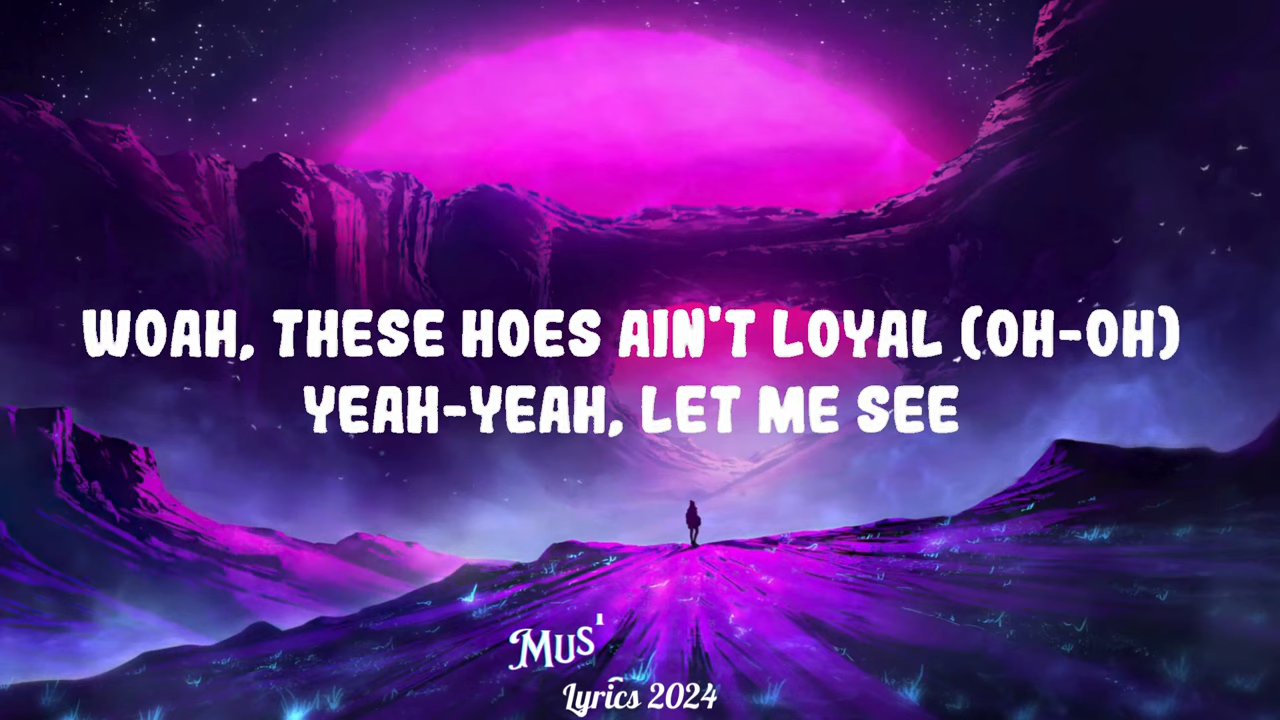 WOAH, THESE HOES AIN'T LOYAL (OH-OH)
YEAH-YEAH, LET ME SEE
MUS'
Lyrics 2024